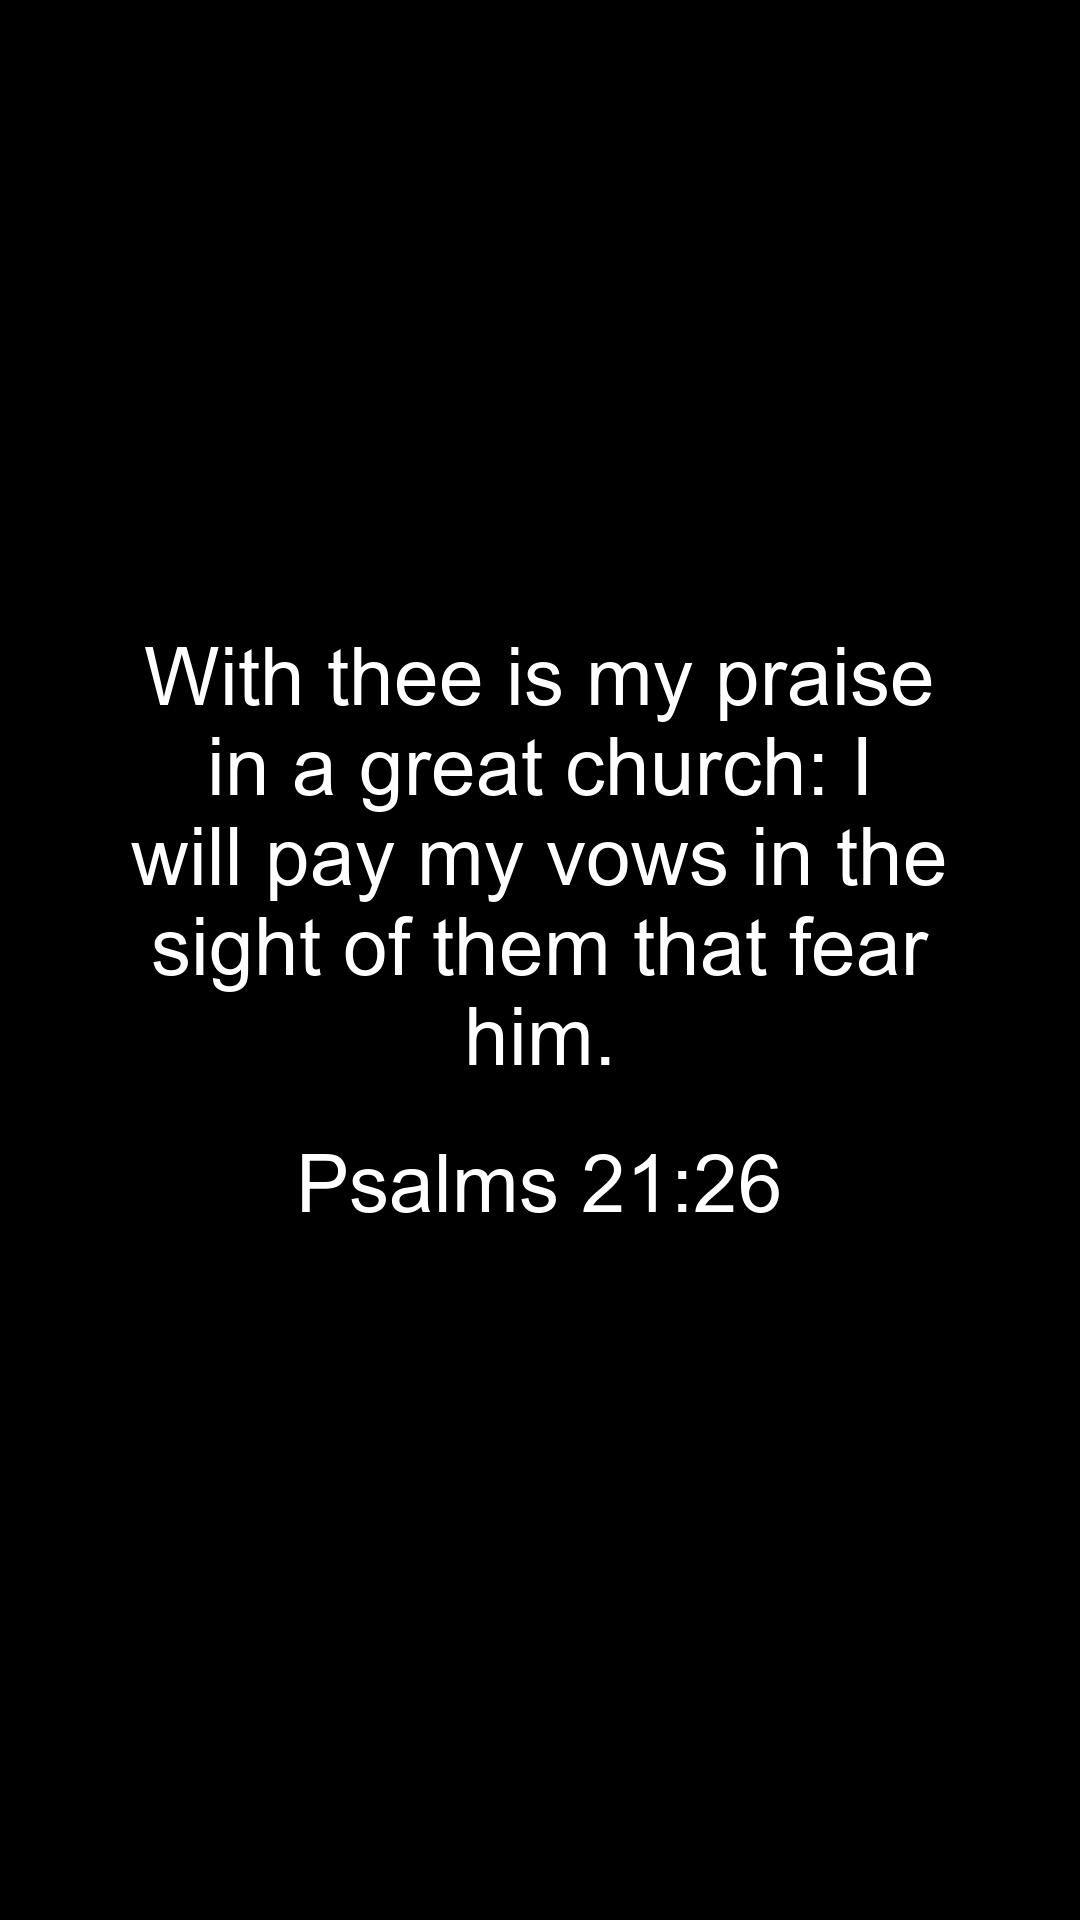 With thee is my praise
in a great church: I
will pay my vows in the
sight of them that fear
him.
Psalms 21:26